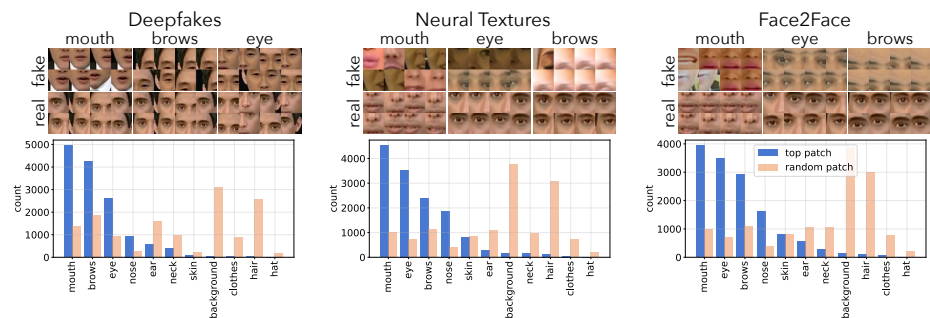 Deepfakes
mouth brows eye
fake
real
5000
4000
3000
2000
1000
0
count
mouth
brows
eye
nose
ear
neck
skin
background
clothes
hair
hat
Neural Textures
mouth eye brows
fake
real
4000
3000
2000
1000
0
count
mouth
eye
brows
nose
skin
ear
background
neck
hair
clothes
hat
Face2Face
mouth eye brows
fake
real
4000
3000
2000
1000
0
count
top patch
random patch
mouth
eye
brows
nose
skin
ear
neck
background
hair
clothes
hat